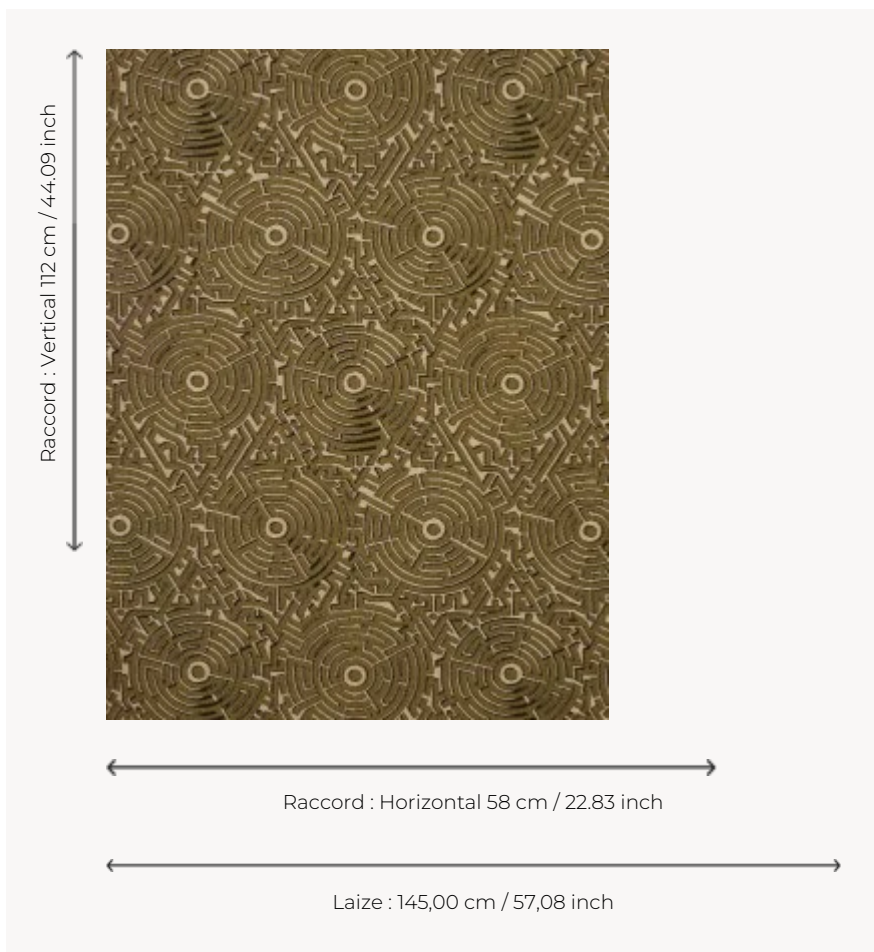 Raccord : Vertical 112 cm / 44.09 inch
Raccord : Horizontal 58 cm / 22.83 inch
Laize : 145,00 cm / 57,08 inch